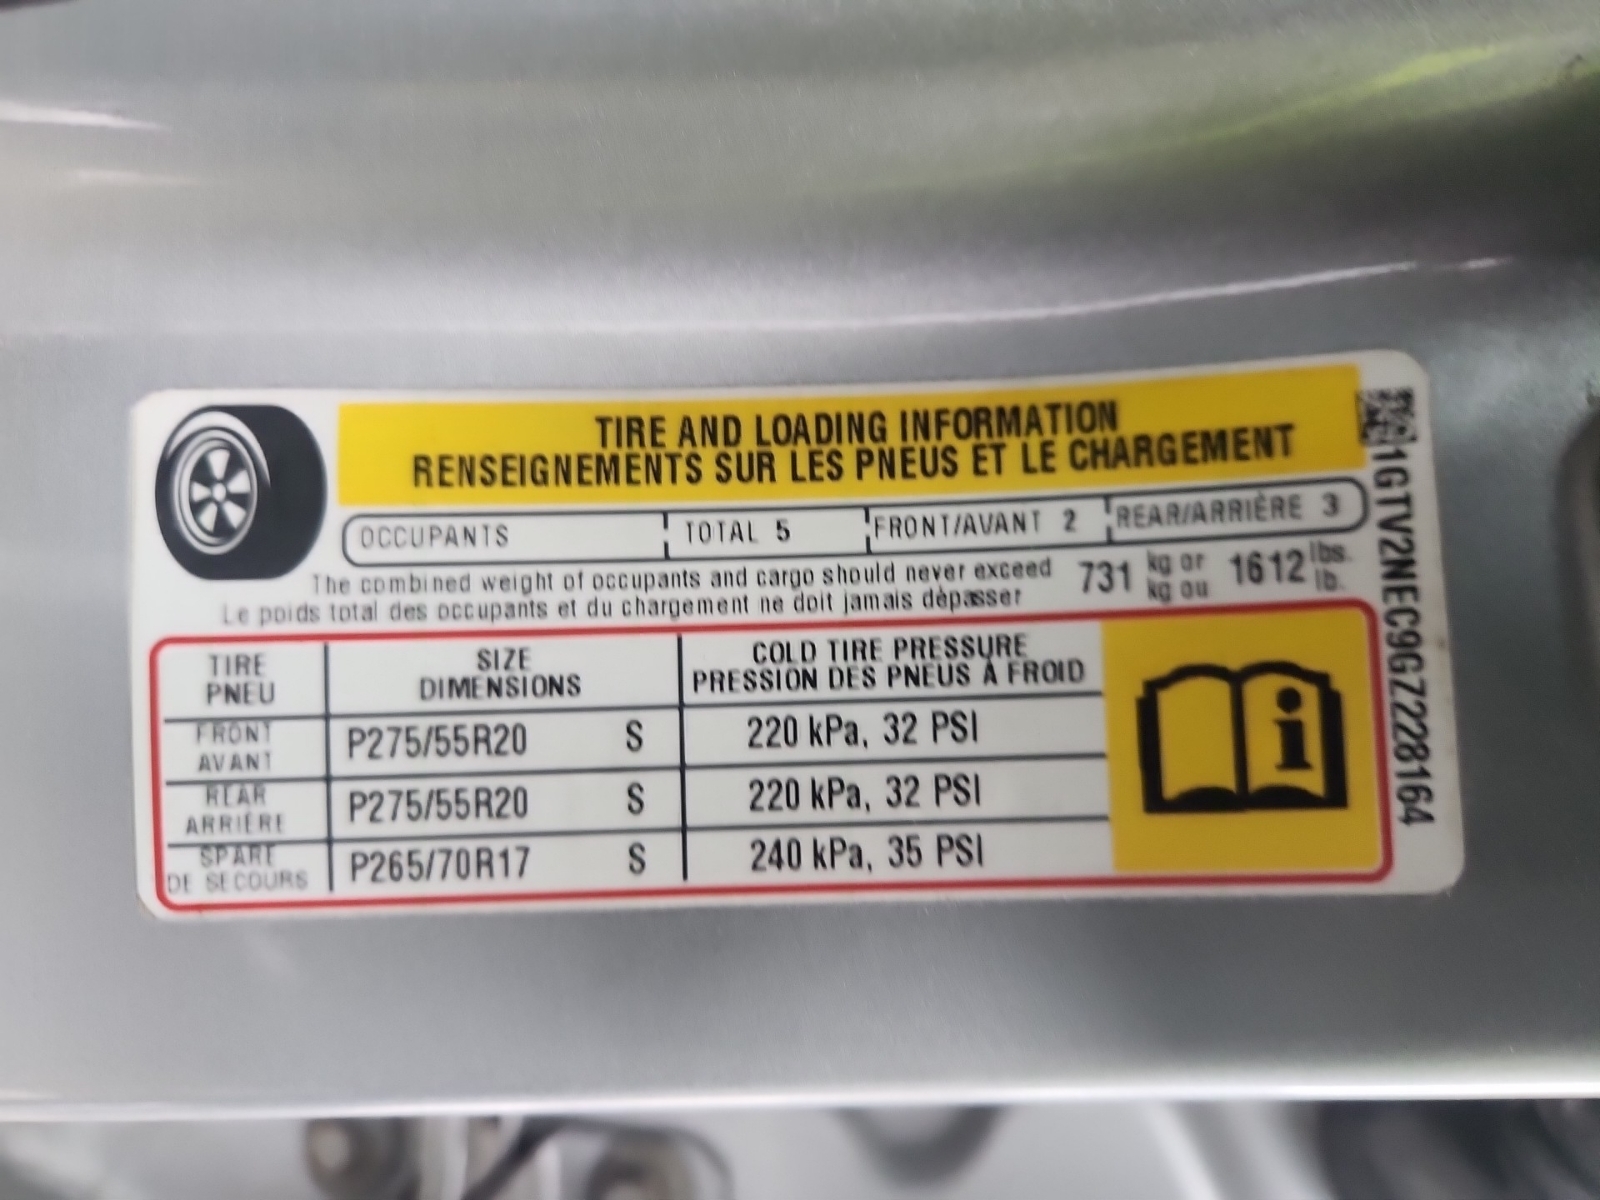 TIRE AND LOADING INFORMATION
RENSEIGNEMENTS SUR LES PNEUS ET LE CHARGEMENT
OCCUPANTS TOTAL 5 FRONT/AVANT 2 REAR/ARRIÈRE 3
The combined weight of occupants and cargo should never exceed 731 kg or 1612 lbs.
Le poids total des occupants et du chargement ne doit jamais dépasser kg ou lb.
TIRE SIZE COLD TIRE PRESSURE
PNEU DIMENSIONS PRESSION DES PNEUS À FROID
FRONT
AVANT P275/55R20 S 220 kPa, 32 PSI
REAR
ARRIÈRE P275/55R20 S 220 kPa, 32 PSI
SPARE
DE SECOURS P265/70R17 S 240 kPa, 35 PSI
i
1GTV2NEC9GZ228164